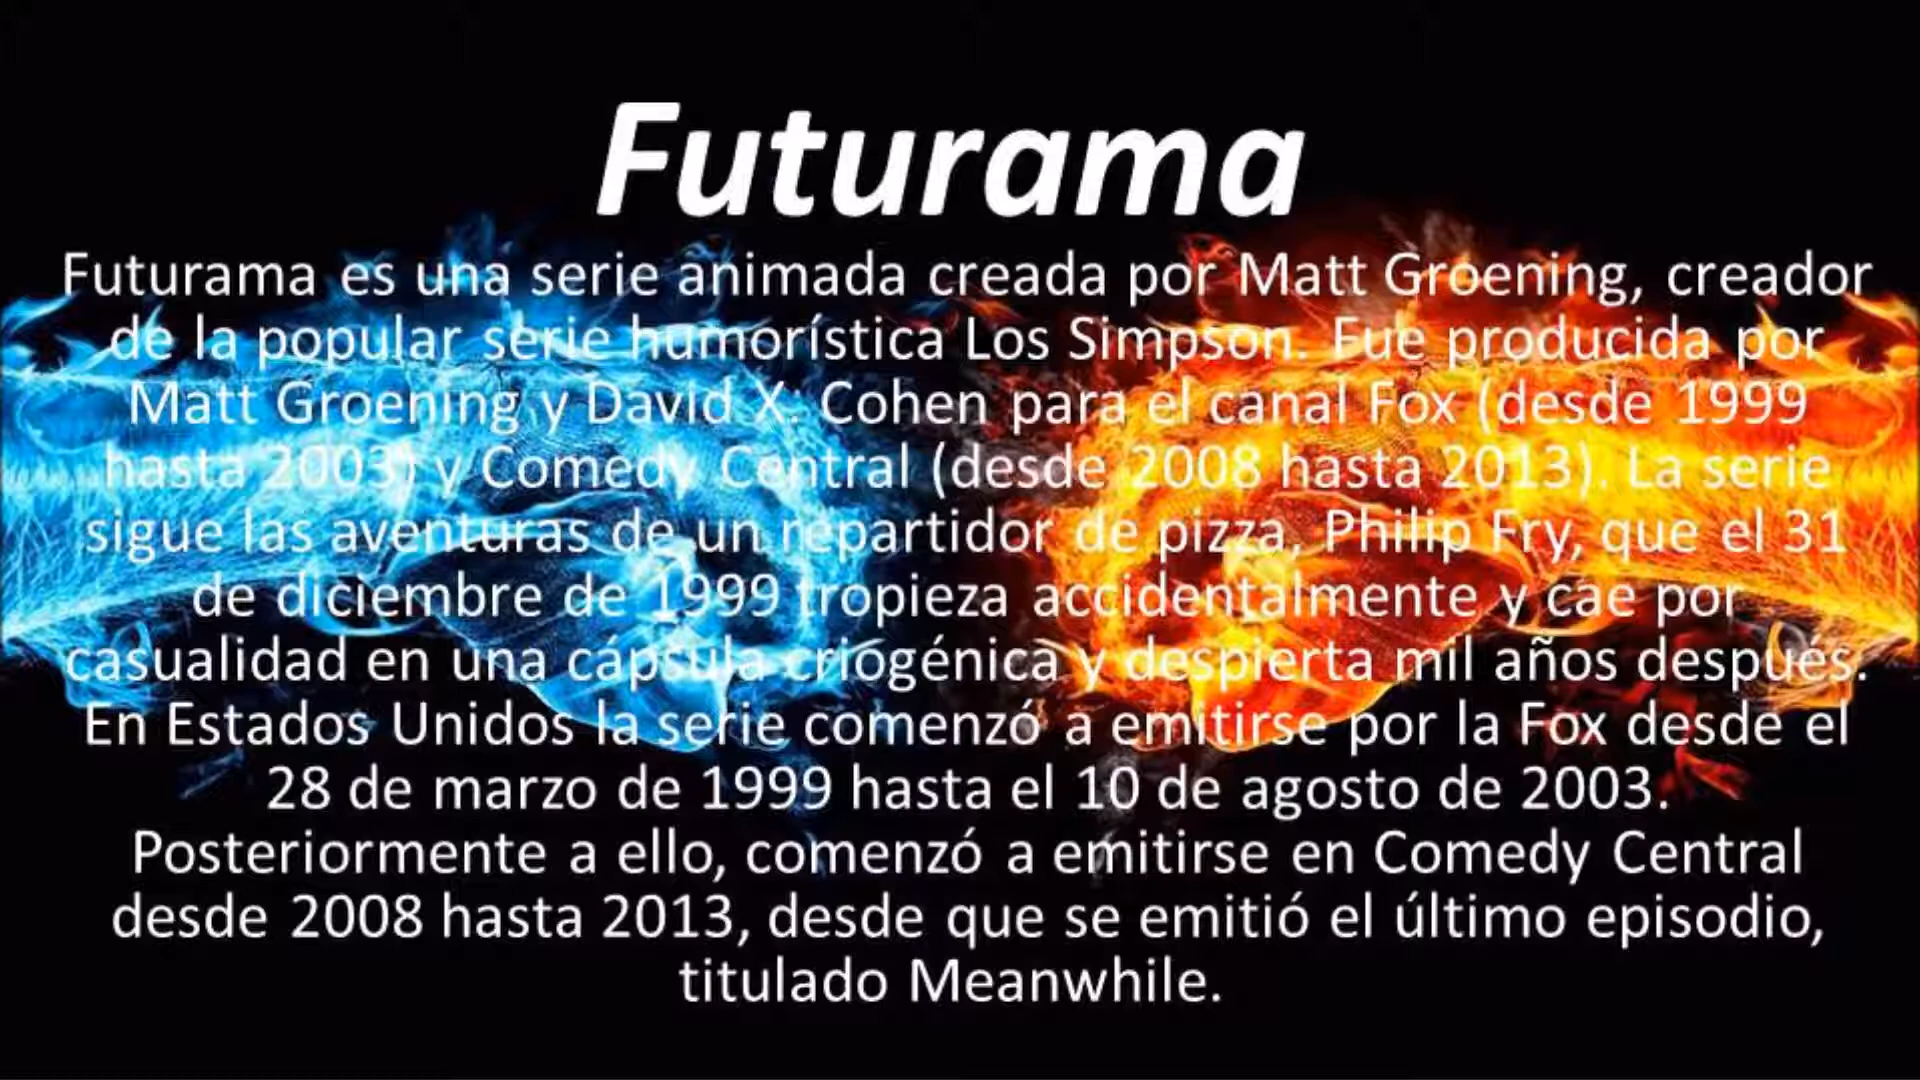 Futurama
Futurama es una serie animada creada por Matt Groening, creador
de la popular serie humorística Los Simpson. Fue producida por
Matt Groening y David X. Cohen para el canal Fox (desde 1999
hasta 2003) y Comedy Central (desde 2008 hasta 2013). La serie
sigue las aventuras de un repartidor de pizza, Philip Fry, que el 31
de diciembre de 1999 tropieza accidentalmente y cae por
casualidad en una cápsula criogénica y despierta mil años después.
En Estados Unidos la serie comenzó a emitirse por la Fox desde el
28 de marzo de 1999 hasta el 10 de agosto de 2003.
Posteriormente a ello, comenzó a emitirse en Comedy Central
desde 2008 hasta 2013, desde que se emitió el último episodio,
titulado Meanwhile.